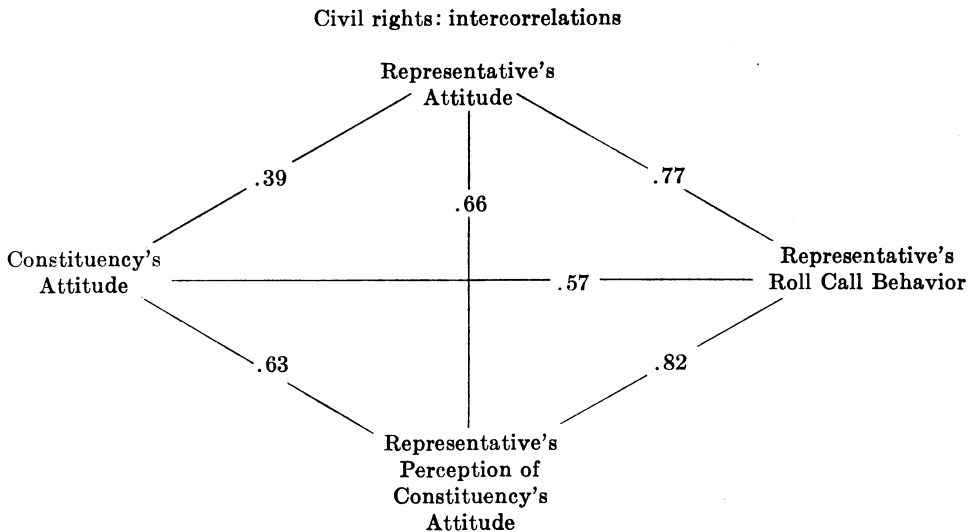 Civil rights: intercorrelations
Representative's
Attitude
.39
.77
.66
Constituency's
Attitude
.57
Representative's
Roll Call Behavior
.63
.82
Representative's
Perception of
Constituency's
Attitude